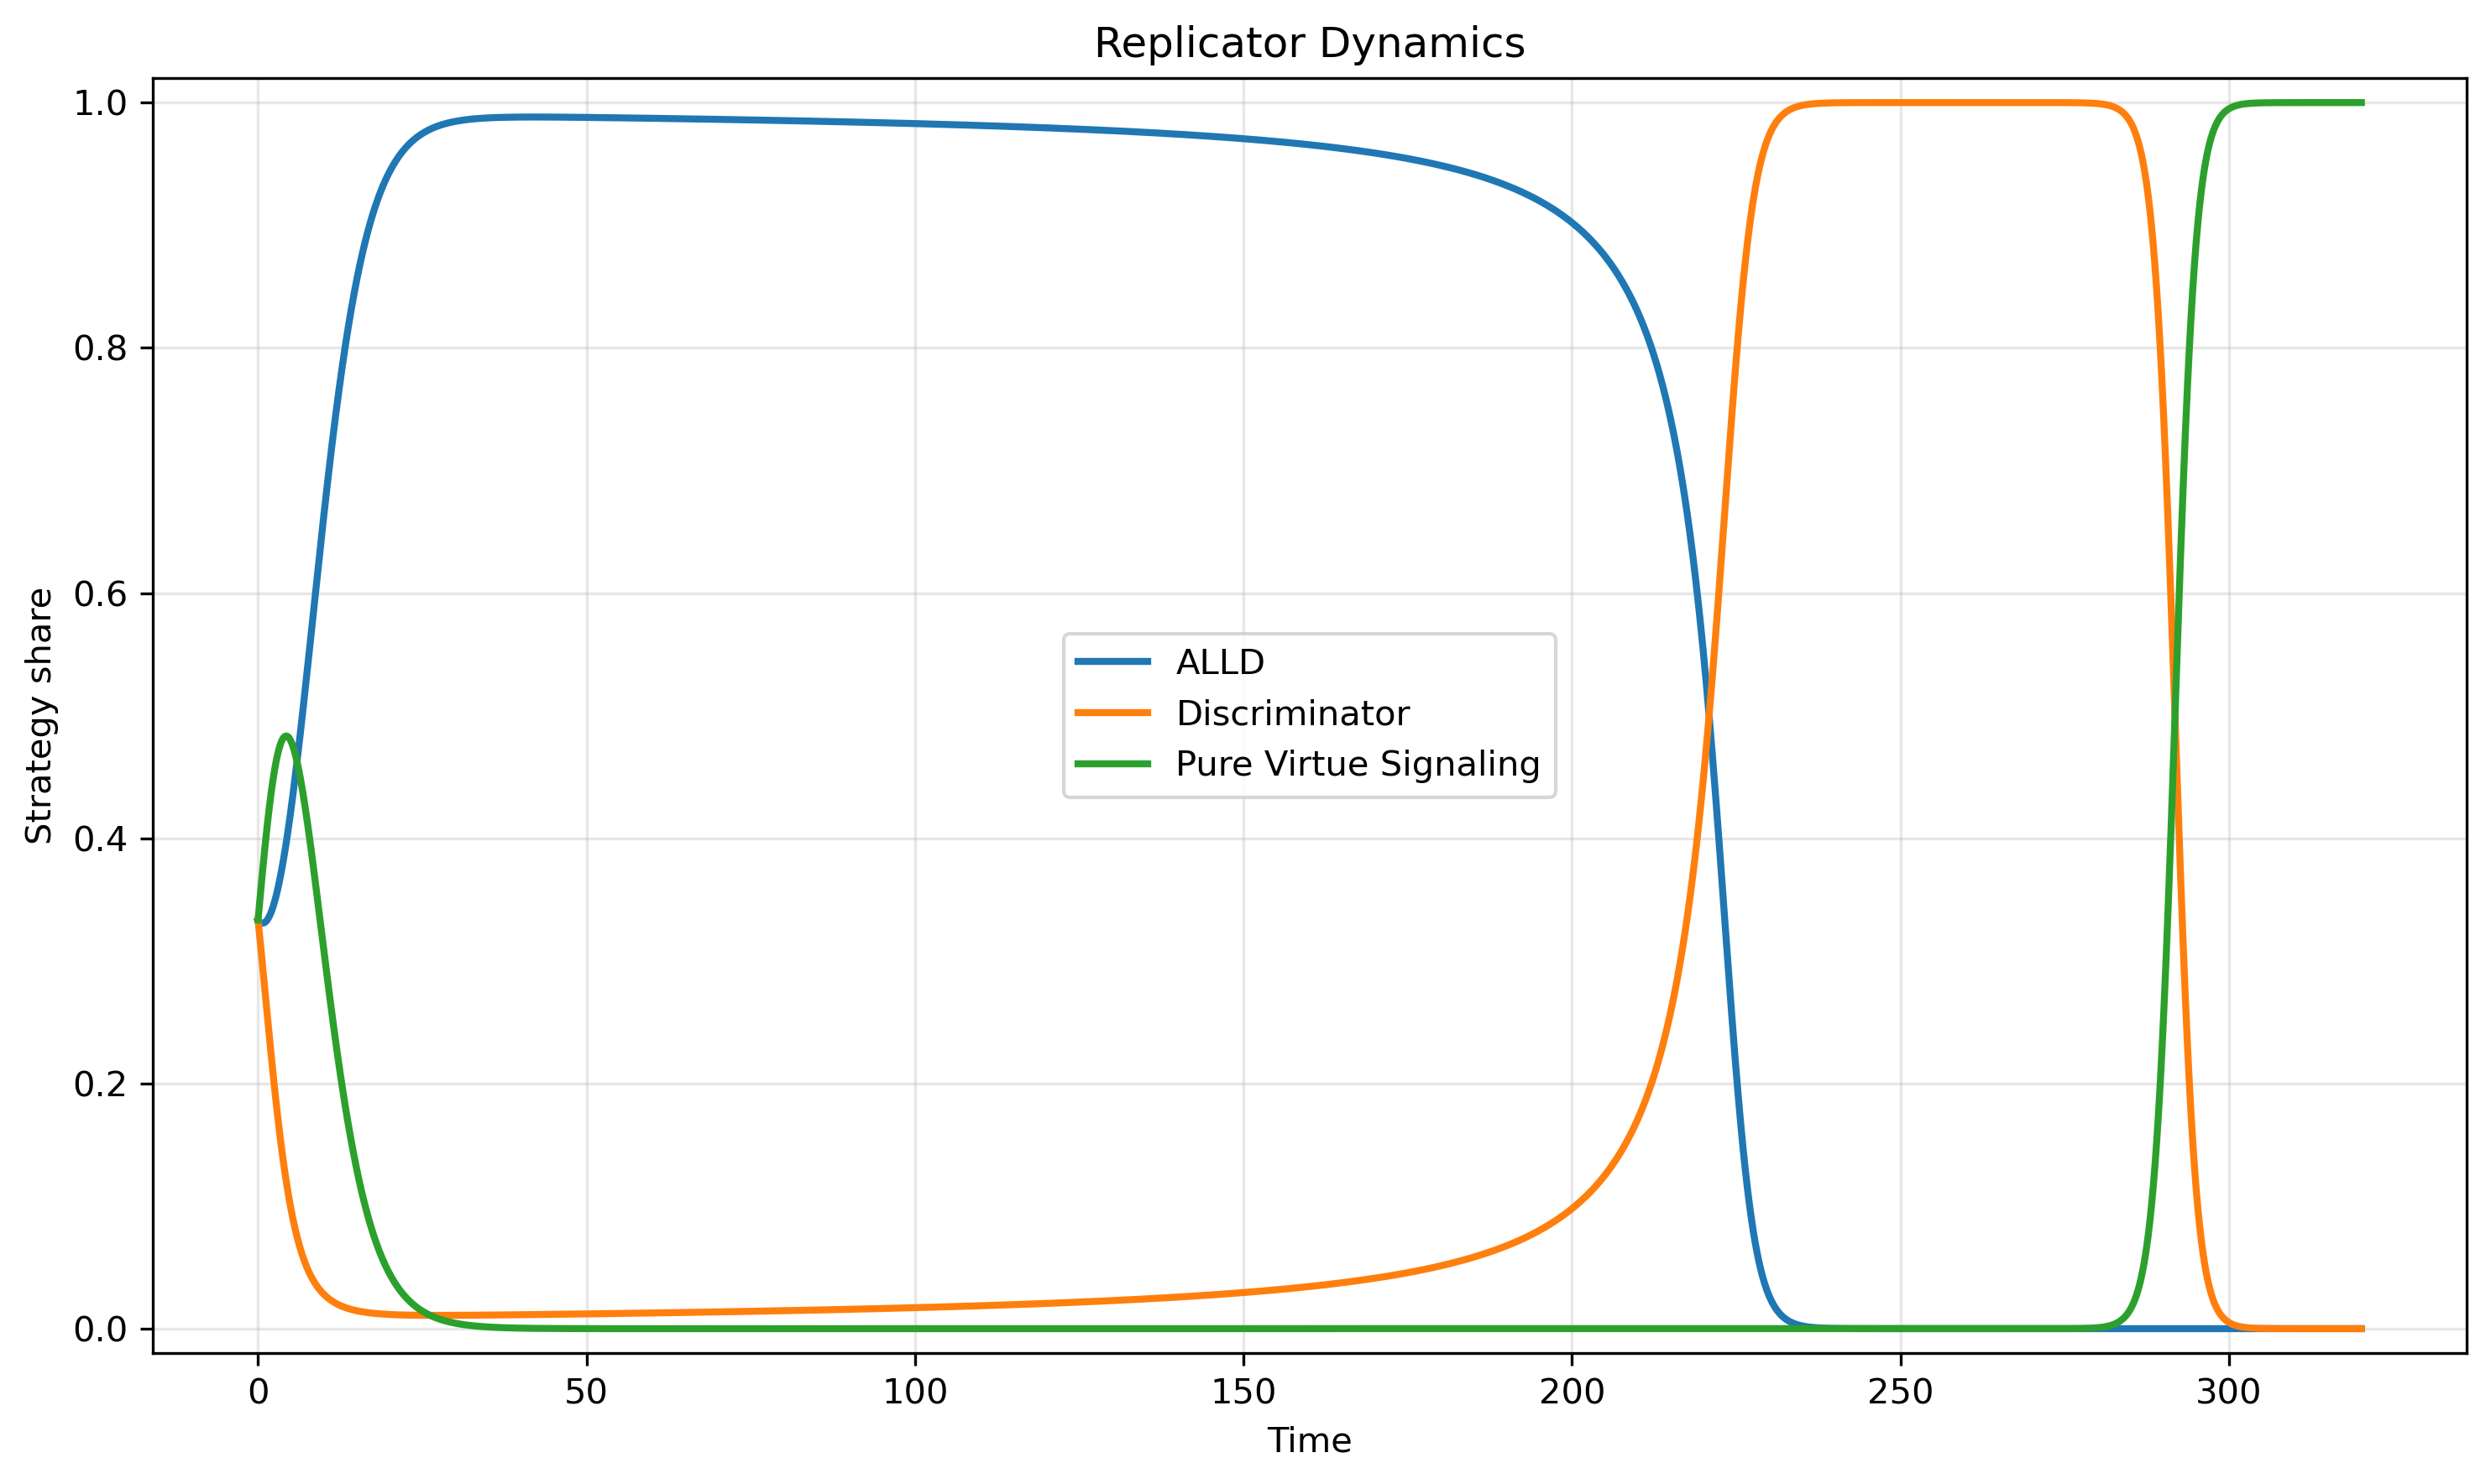 Replicator Dynamics
Strategy share
1.0
0.8
0.6
0.4
0.2
0.0
ALLD
Discriminator
Pure Virtue Signaling
0 50 100 150 200 250 300
Time